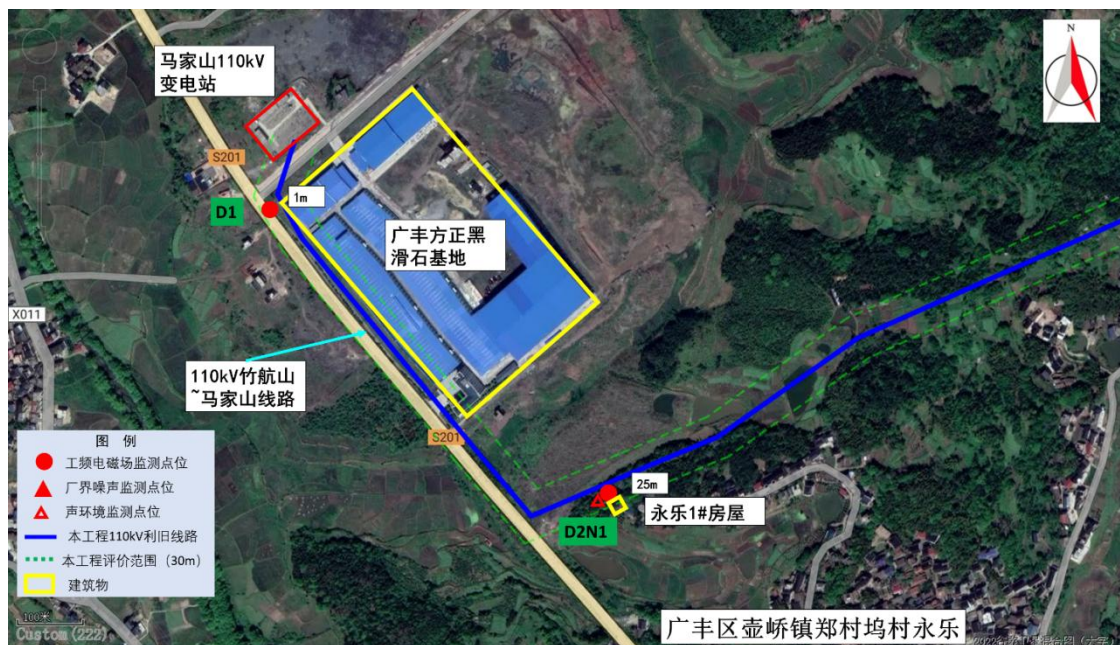 马家山110kV
变电站
N
S201
1m
D1
广丰方正黑
滑石基地
X011
110kV竹航山
~马家山线路
S201
图 例
工频电磁场监测点位
厂界噪声监测点位
声环境监测点位
本工程110kV利旧线路
本工程评价范围（30m）
建筑物
25m
永乐1#房屋
D2N1
100米
Custom(222)
广丰区壶峤镇郑村坞村永乐